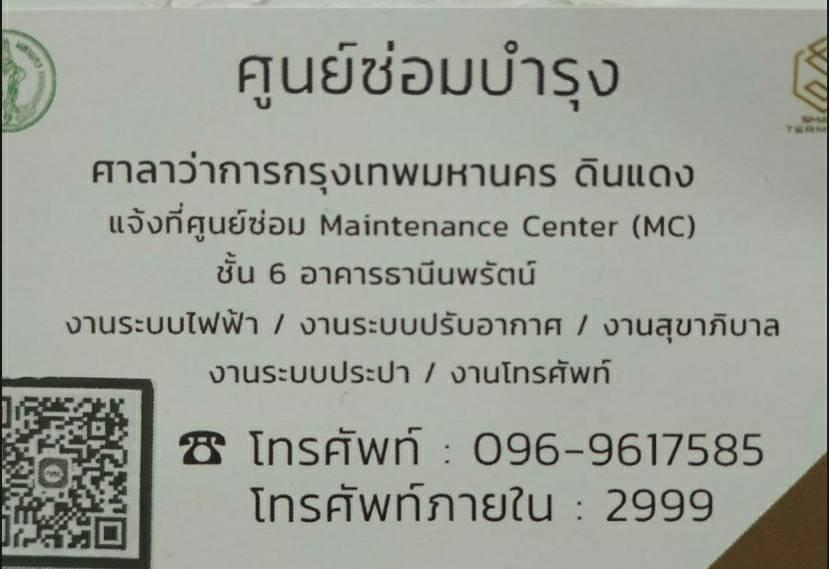 ศูนย์ซ่อมบำรุง
ศาลาว่าการกรุงเทพมหานคร ดินแดง
แจ้งที่ศูนย์ซ่อม Maintenance Center (MC)
ชั้น 6 อาคารธานีนพรัตน์
งานระบบไฟฟ้า / งานระบบปรับอากาศ / งานสุขาภิบาล
งานระบบประปา / งานโทรศัพท์
☎ โทรศัพท์ : 096-9617585
โทรศัพท์ภายใน : 2999